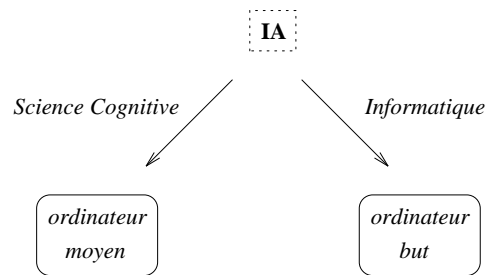 IA
Science Cognitive
Informatique
ordinateur
moyen
ordinateur
but